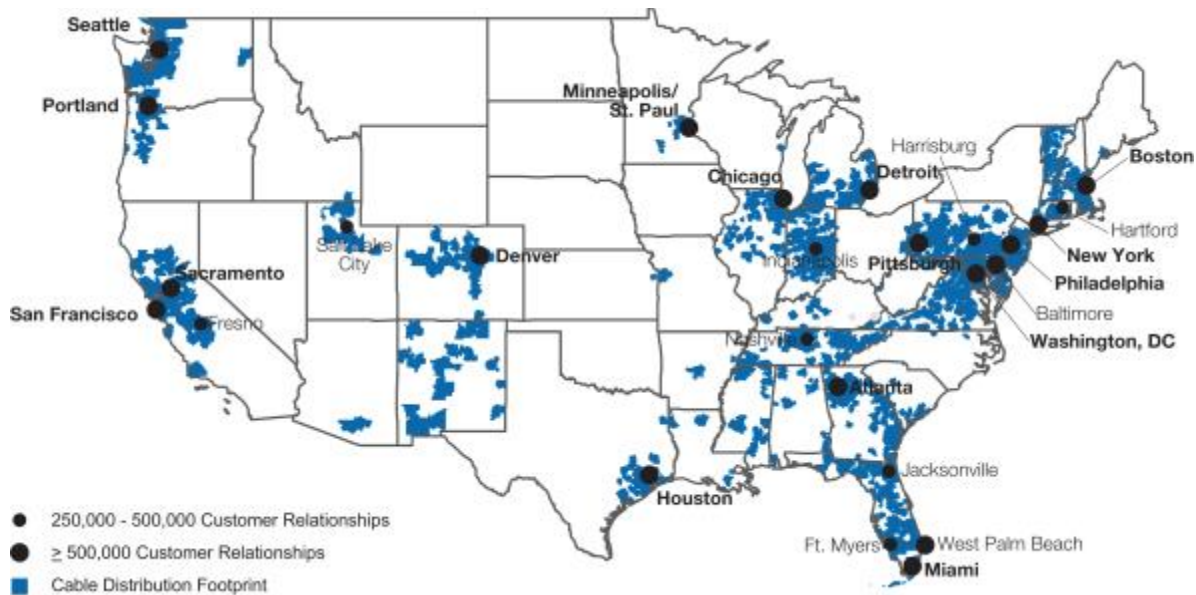 Seattle
Portland
Minneapolis/
St. Paul
Harrisburg
Boston
Chicago
Detroit
Hartford
Salt Lake
City
Denver
Indianapolis
Pittsburgh
New York
Philadelphia
Sacramento
San Francisco
Fresno
Baltimore
Nashville
Washington, DC
Atlanta
Jacksonville
Houston
Ft. Myers
West Palm Beach
Miami
250,000 - 500,000 Customer Relationships
≥ 500,000 Customer Relationships
Cable Distribution Footprint